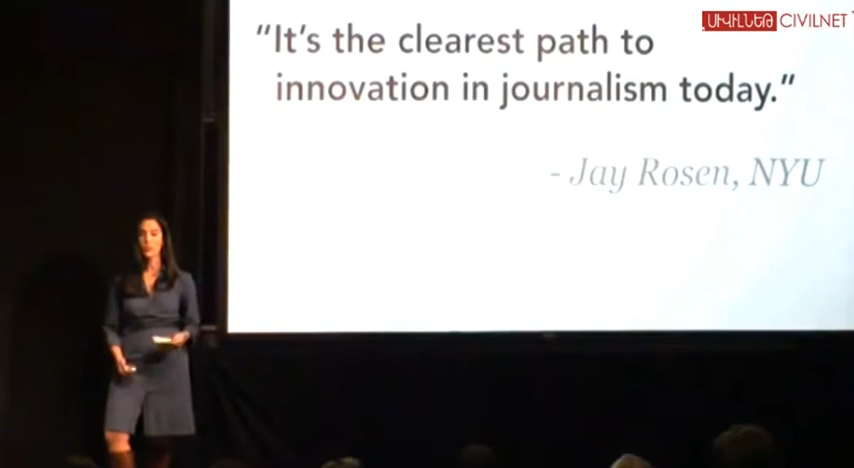 ՍԻՎԻԼՆԵԹ CIVILNET
“It’s the clearest path to
innovation in journalism today.”
- Jay Rosen, NYU